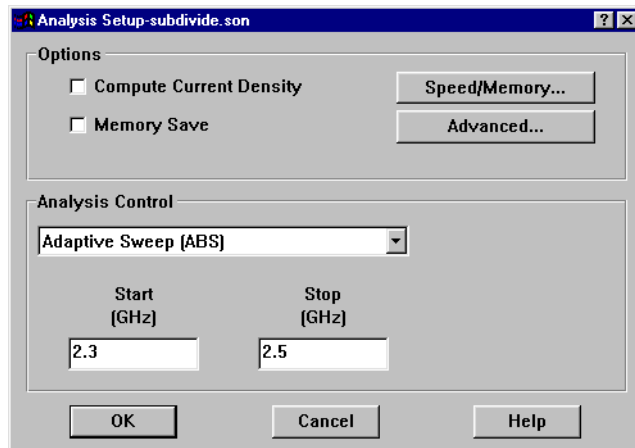 Analysis Setup-subdivide.son
Options
Compute Current Density
Speed/Memory...
Memory Save
Advanced...
Analysis Control
Adaptive Sweep (ABS)
Start
(GHz)
Stop
(GHz)
2.3
2.5
OK
Cancel
Help